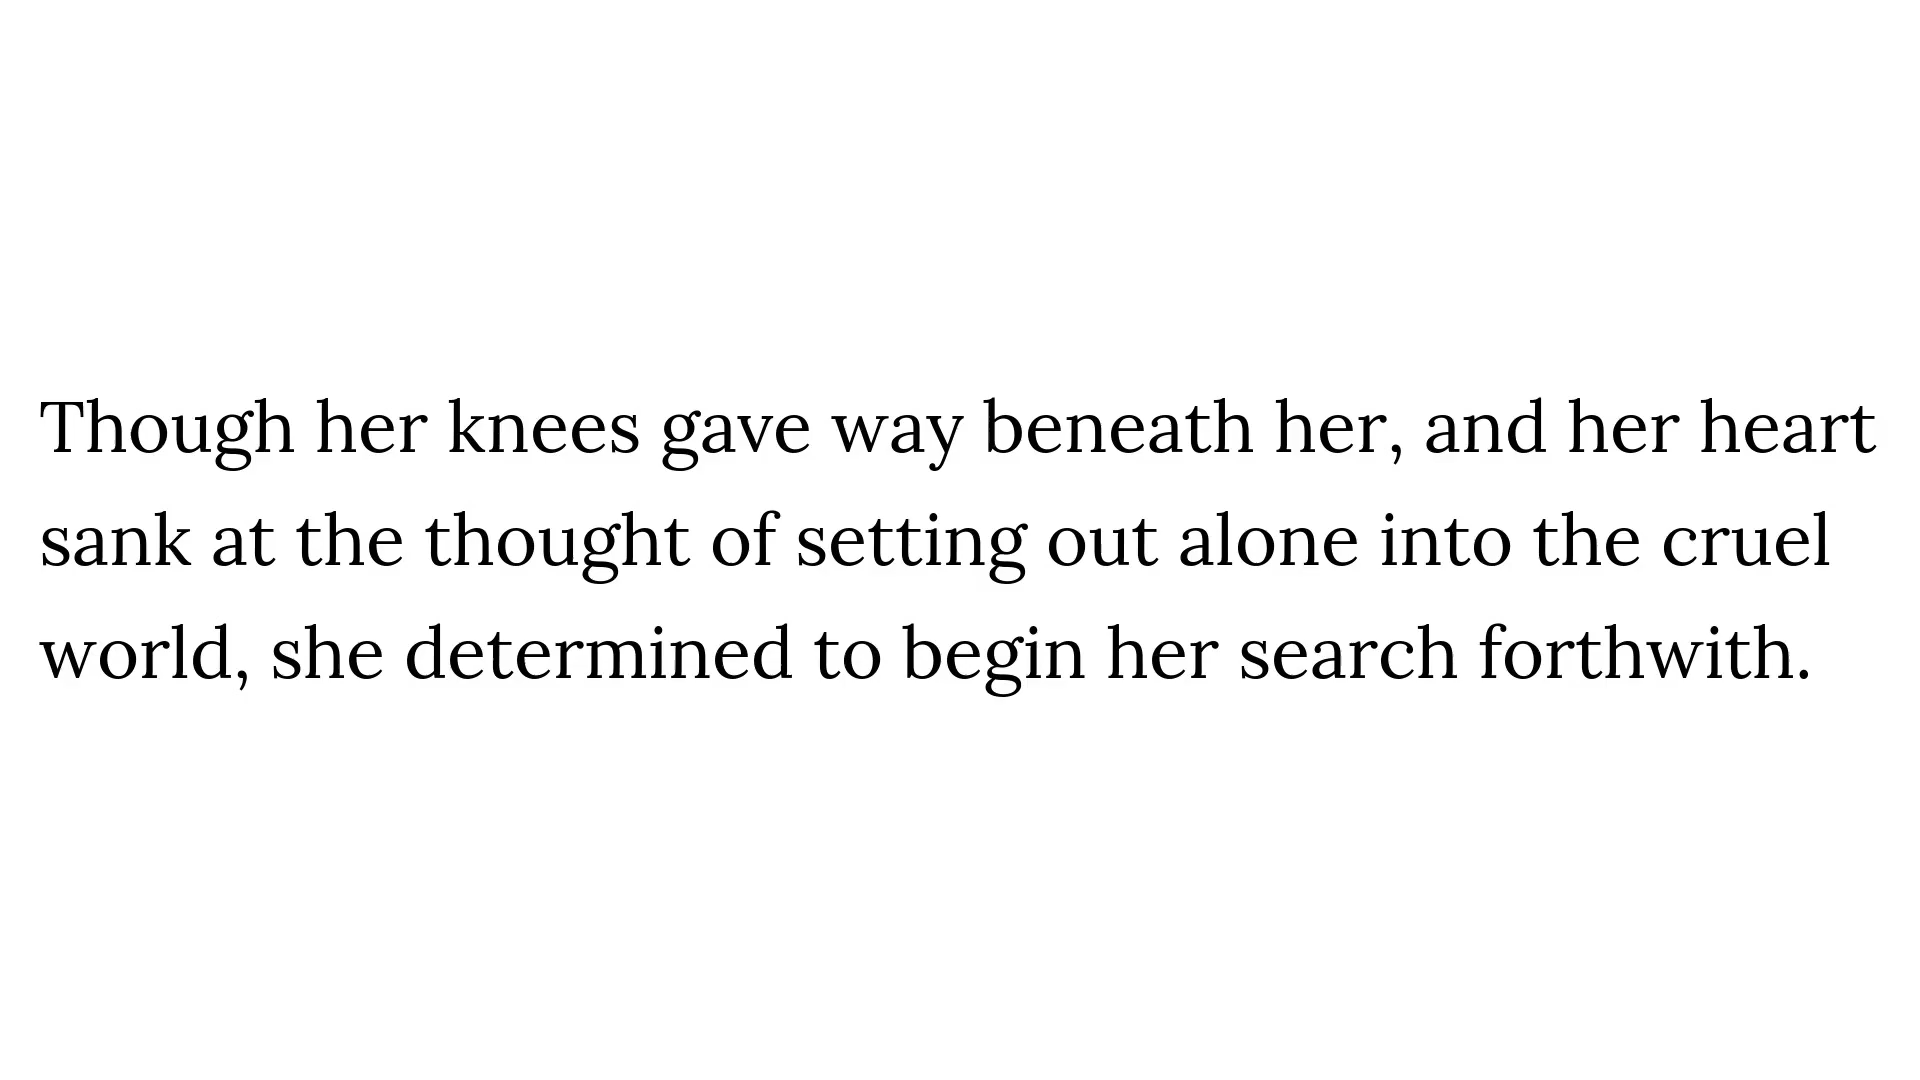 Though her knees gave way beneath her, and her heart
sank at the thought of setting out alone into the cruel
world, she determined to begin her search forthwith.